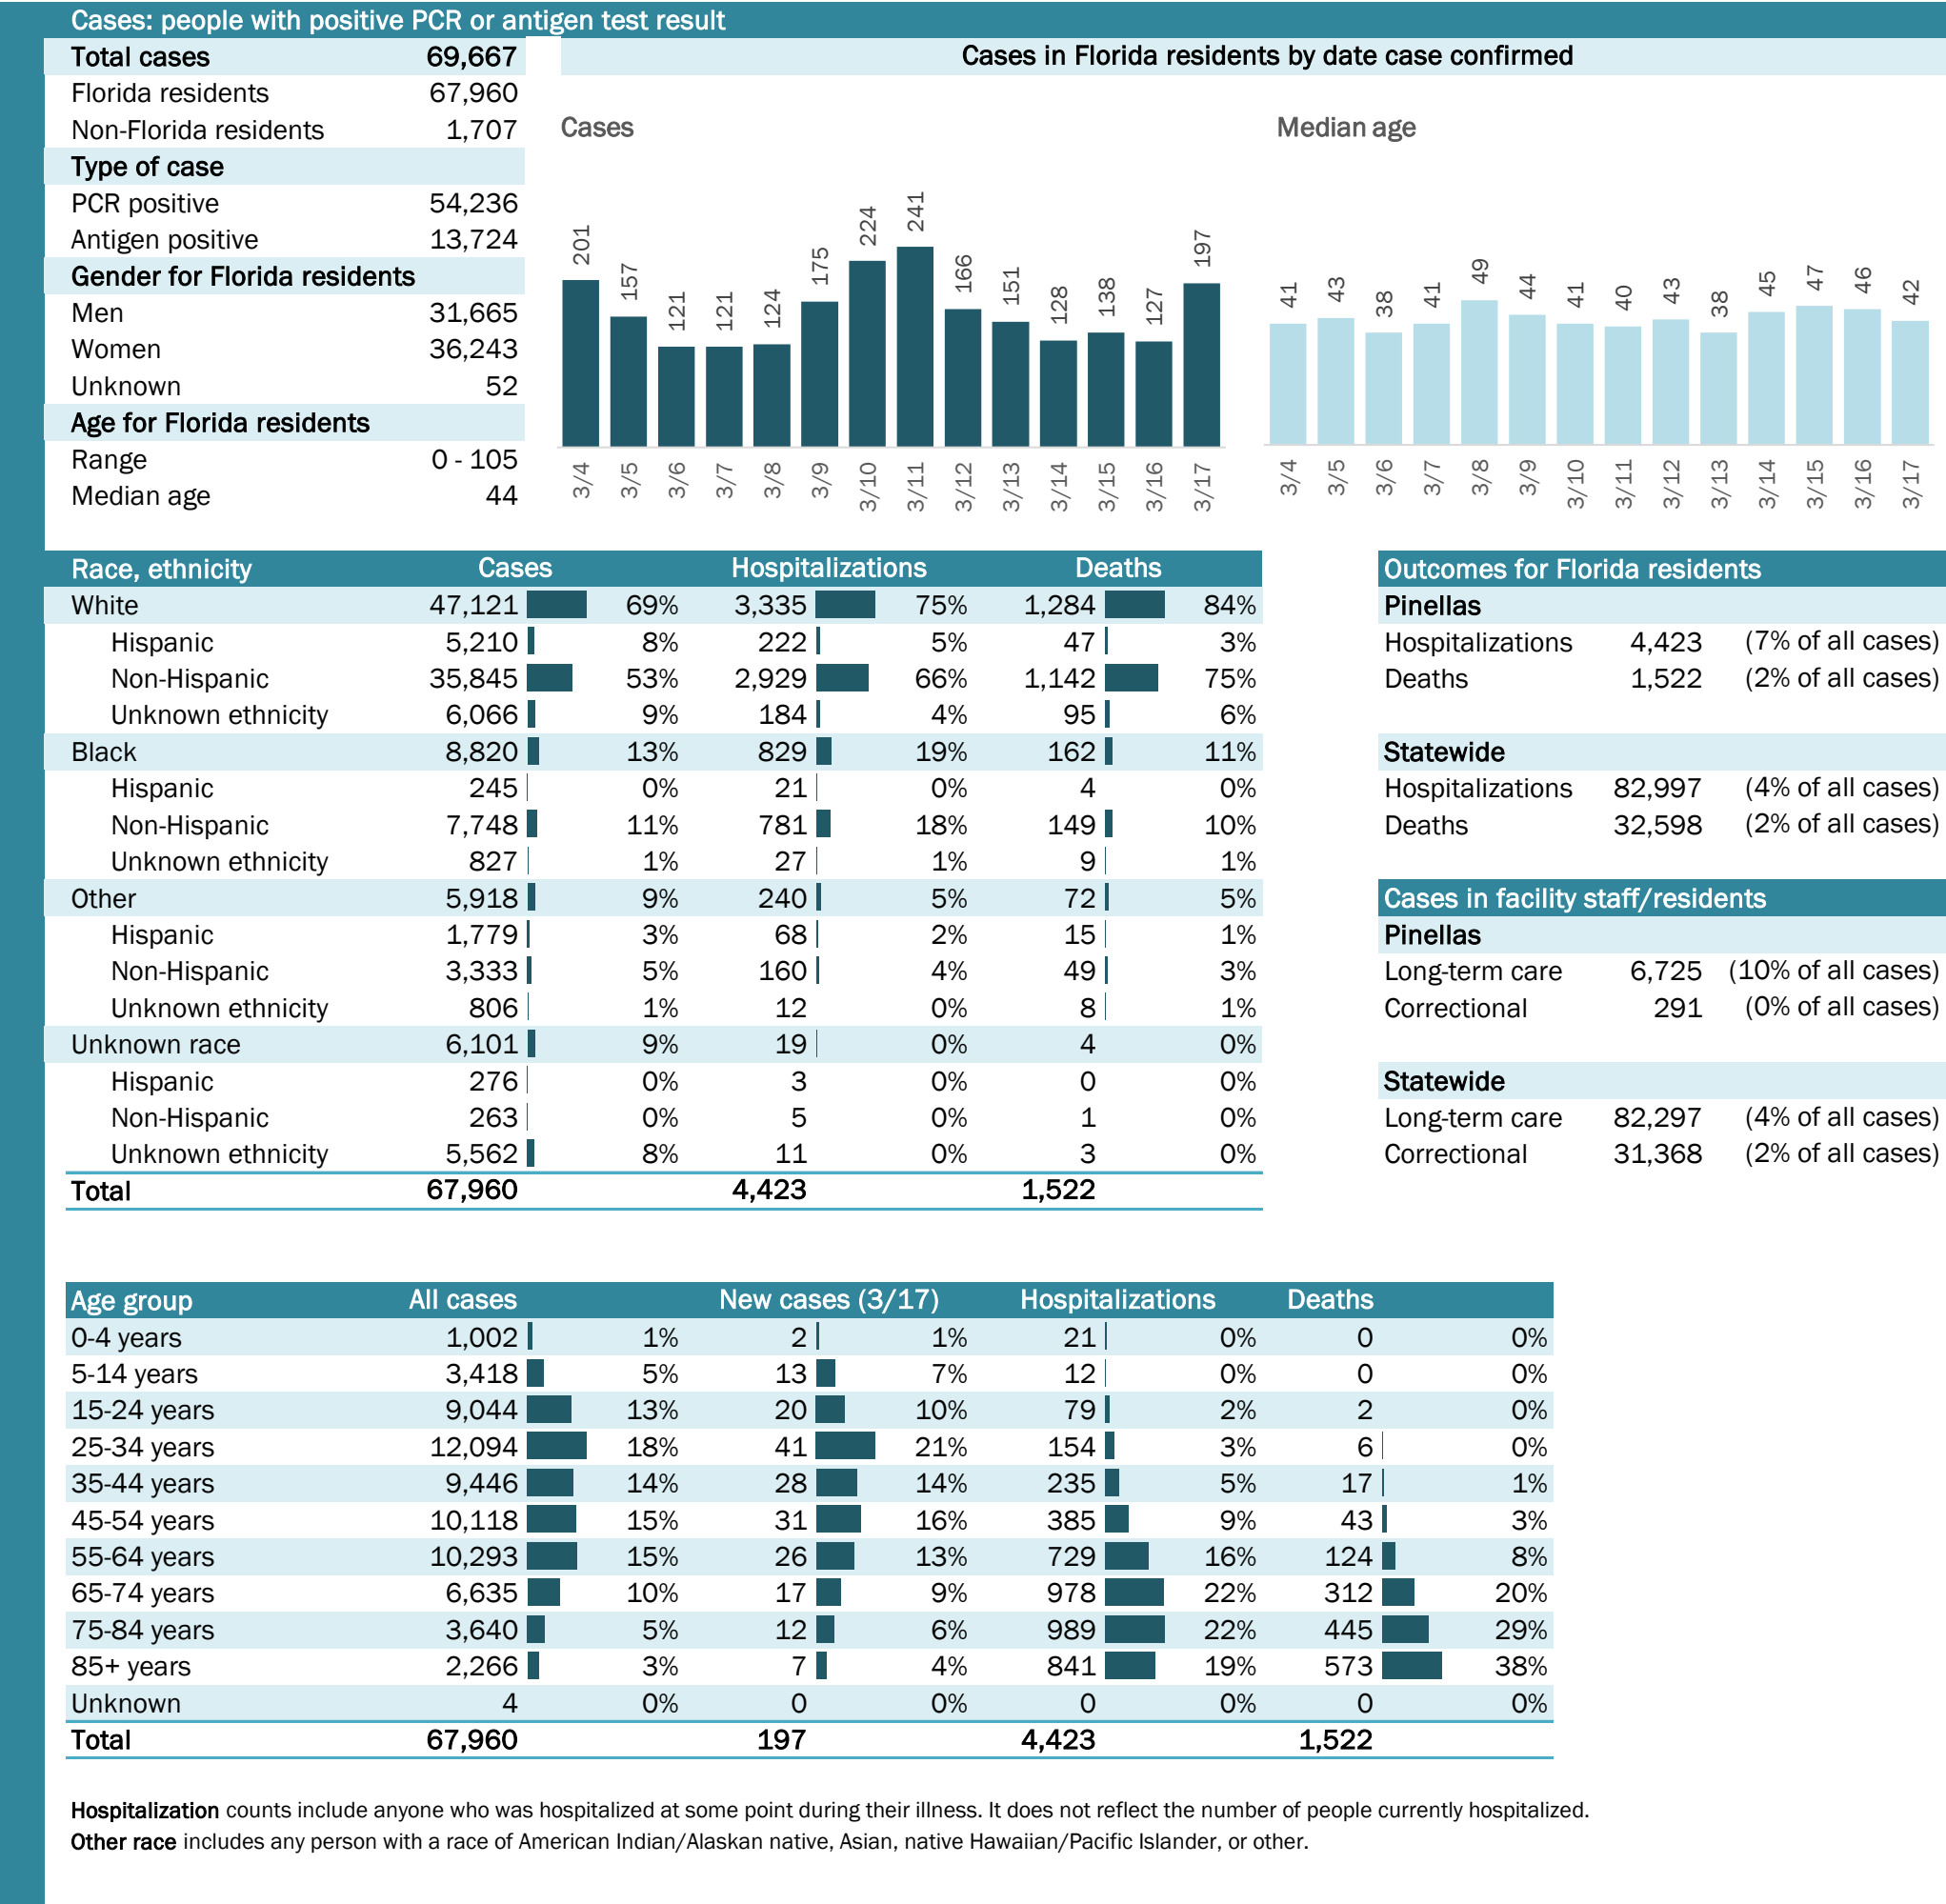 Cases: people with positive PCR or antigen test result
Total cases 69,667
Florida residents 67,960
Non-Florida residents 1,707
Type of case
PCR positive 54,236
Antigen positive 13,724
Gender for Florida residents
Men 31,665
Women 36,243
Unknown 52
Age for Florida residents
Range 0 - 105
Median age 44
Cases in Florida residents by date case confirmed
Cases
201 157 121 121 124 175 224 241 166 151 128 138 127 197
3/4 3/5 3/6 3/7 3/8 3/9 3/10 3/11 3/12 3/13 3/14 3/15 3/16 3/17
Median age
41 43 38 41 49 44 41 40 43 38 45 47 46 42
3/4 3/5 3/6 3/7 3/8 3/9 3/10 3/11 3/12 3/13 3/14 3/15 3/16 3/17
Race, ethnicity Cases Hospitalizations Deaths
White 47,121 69% 3,335 75% 1,284 84%
Hispanic 5,210 8% 222 5% 47 3%
Non-Hispanic 35,845 53% 2,929 66% 1,142 75%
Unknown ethnicity 6,066 9% 184 4% 95 6%
Black 8,820 13% 829 19% 162 11%
Hispanic 245 0% 21 0% 4 0%
Non-Hispanic 7,748 11% 781 18% 149 10%
Unknown ethnicity 827 1% 27 1% 9 1%
Other 5,918 9% 240 5% 72 5%
Hispanic 1,779 3% 68 2% 15 1%
Non-Hispanic 3,333 5% 160 4% 49 3%
Unknown ethnicity 806 1% 12 0% 8 1%
Unknown race 6,101 9% 19 0% 4 0%
Hispanic 276 0% 3 0% 0 0%
Non-Hispanic 263 0% 5 0% 1 0%
Unknown ethnicity 5,562 8% 11 0% 3 0%
Total 67,960 4,423 1,522
Outcomes for Florida residents
Pinellas
Hospitalizations 4,423 (7% of all cases)
Deaths 1,522 (2% of all cases)
Statewide
Hospitalizations 82,997 (4% of all cases)
Deaths 32,598 (2% of all cases)
Cases in facility staff/residents
Pinellas
Long-term care 6,725 (10% of all cases)
Correctional 291 (0% of all cases)
Statewide
Long-term care 82,297 (4% of all cases)
Correctional 31,368 (2% of all cases)
Age group All cases New cases (3/17) Hospitalizations Deaths
0-4 years 1,002 1% 2 1% 21 0% 0 0%
5-14 years 3,418 5% 13 7% 12 0% 0 0%
15-24 years 9,044 13% 20 10% 79 2% 2 0%
25-34 years 12,094 18% 41 21% 154 3% 6 0%
35-44 years 9,446 14% 28 14% 235 5% 17 1%
45-54 years 10,118 15% 31 16% 385 9% 43 3%
55-64 years 10,293 15% 26 13% 729 16% 124 8%
65-74 years 6,635 10% 17 9% 978 22% 312 20%
75-84 years 3,640 5% 12 6% 989 22% 445 29%
85+ years 2,266 3% 7 4% 841 19% 573 38%
Unknown 4 0% 0 0% 0 0% 0 0%
Total 67,960 197 4,423 1,522
Hospitalization counts include anyone who was hospitalized at some point during their illness. It does not reflect the number of people currently hospitalized.
Other race includes any person with a race of American Indian/Alaskan native, Asian, native Hawaiian/Pacific Islander, or other.